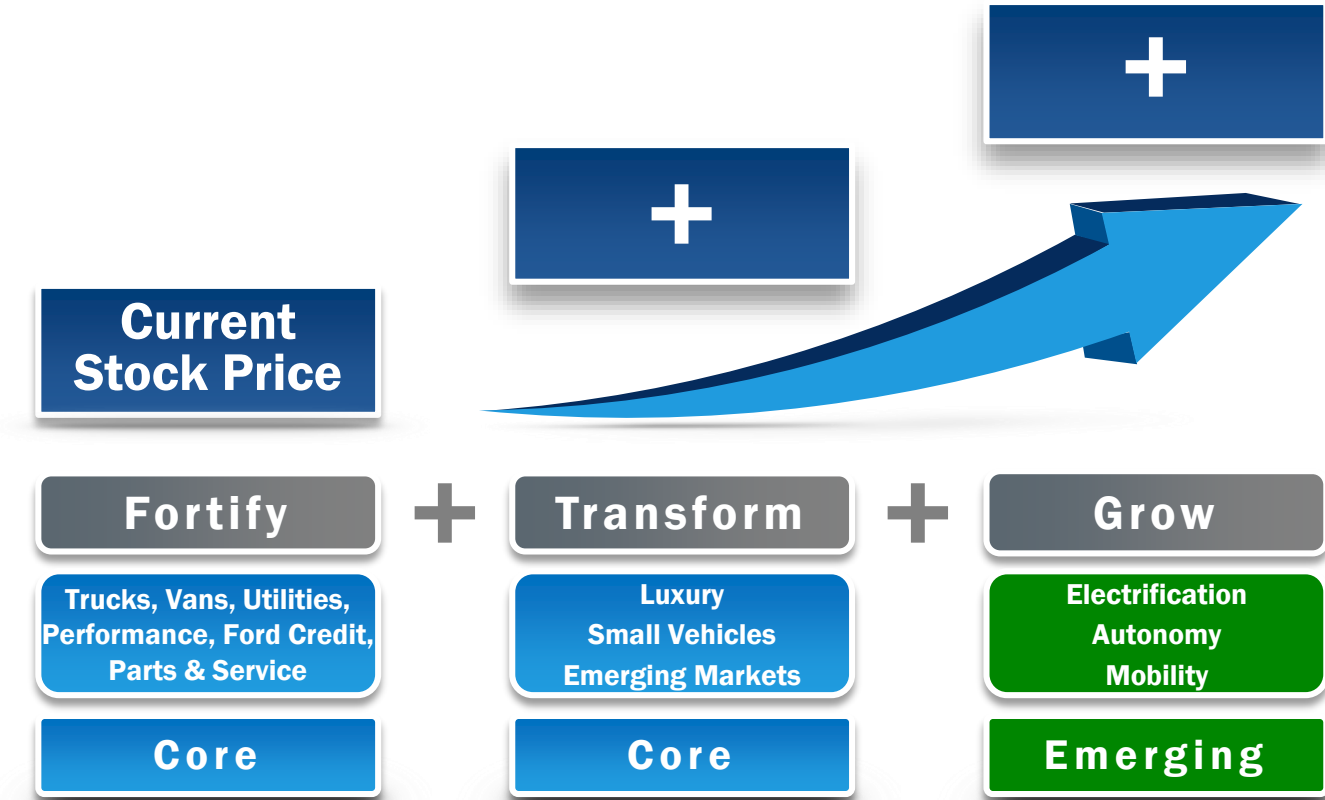 +
+
Current
Stock Price
Fortify + Transform + Grow
Trucks, Vans, Utilities,
Performance, Ford Credit,
Parts & Service
Luxury
Small Vehicles
Emerging Markets
Electrification
Autonomy
Mobility
Core
Core
Emerging